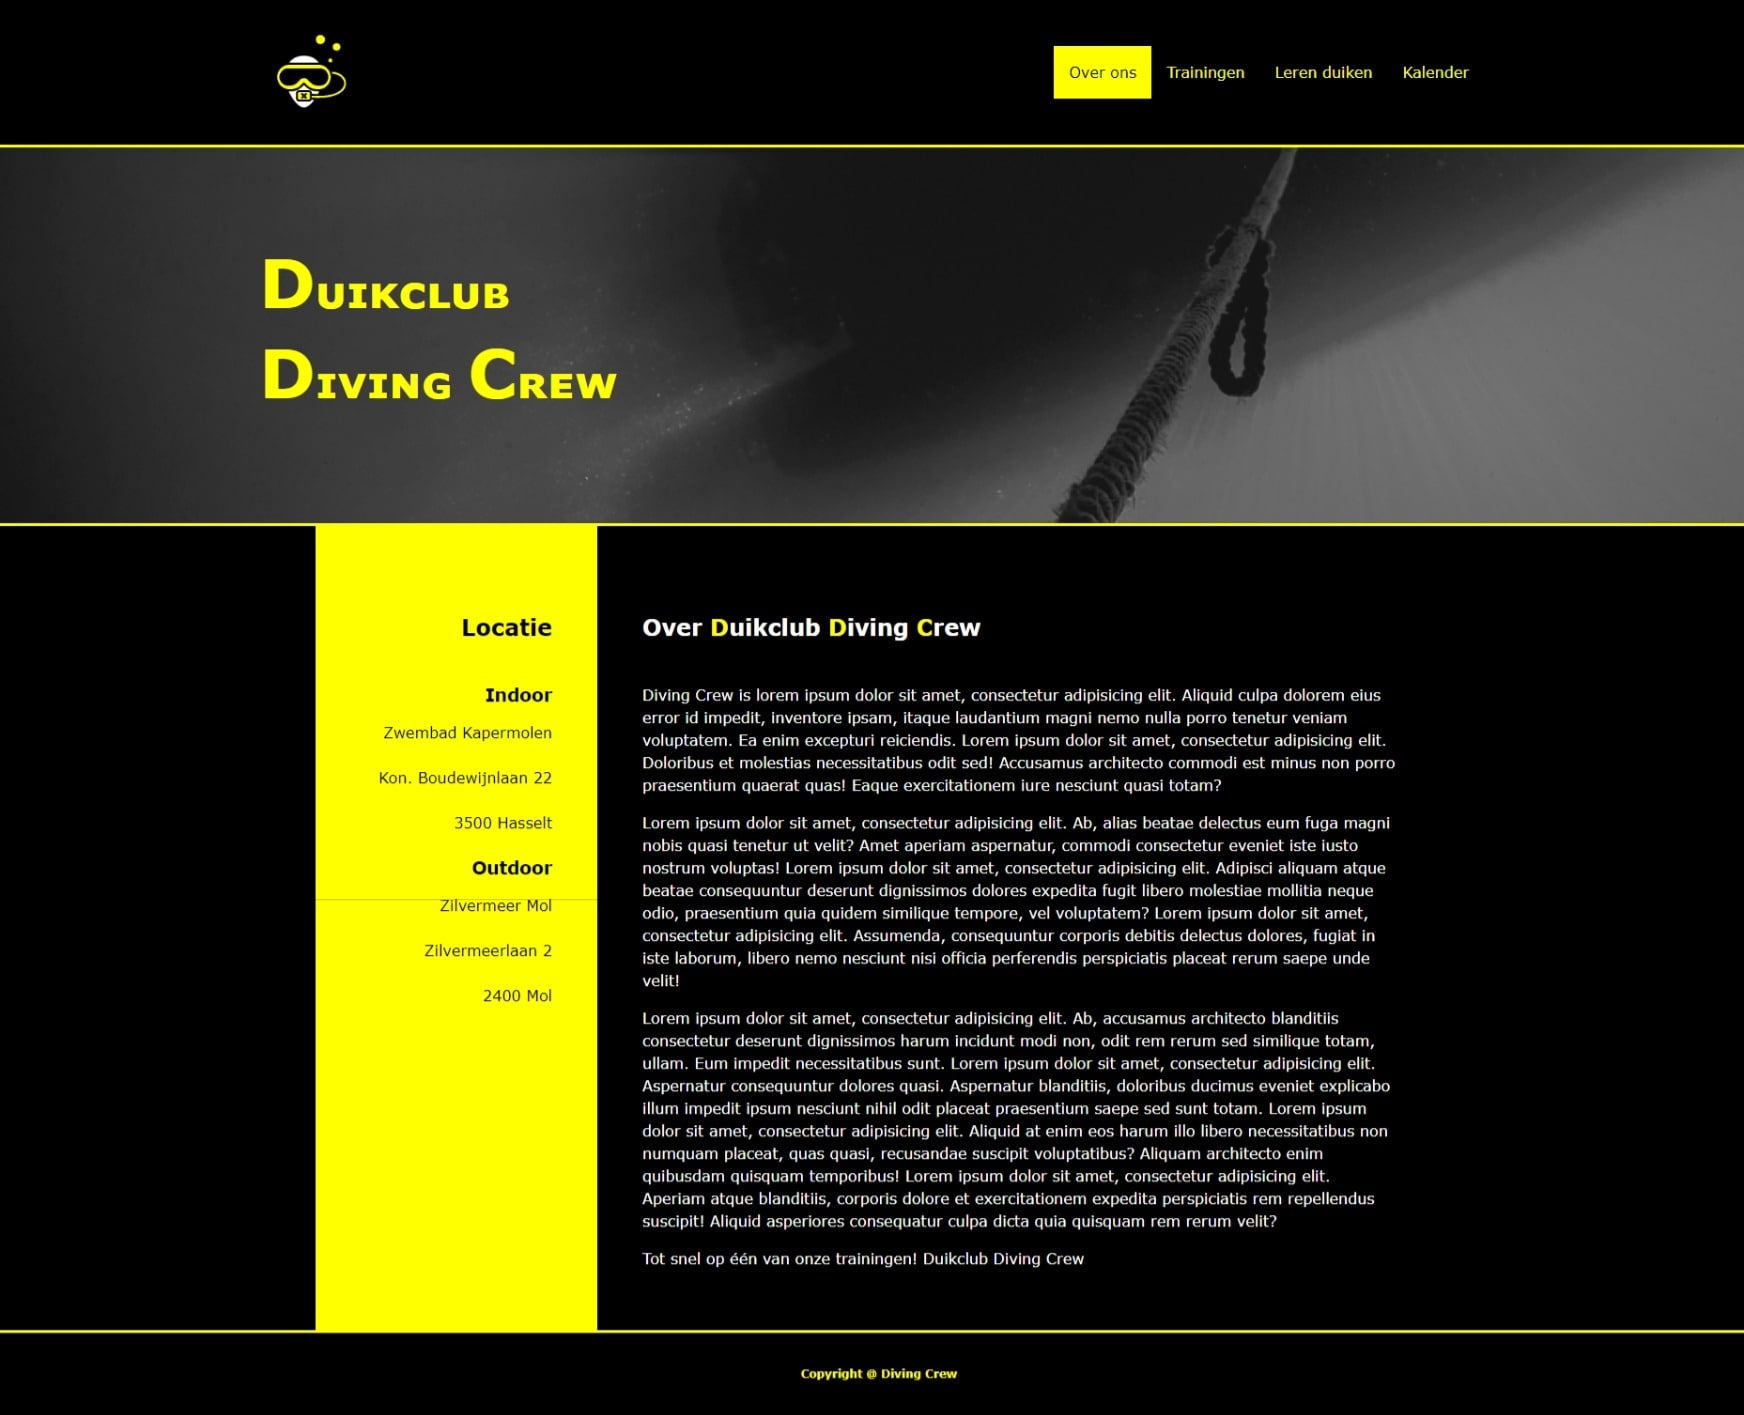 Over ons Trainingen Leren duiken Kalender
Duikclub
Diving Crew
Locatie
Indoor
Zwembad Kapermolen
Kon. Boudewijnlaan 22
3500 Hasselt
Outdoor
Zilvermeer Mol
Zilvermeerlaan 2
2400 Mol
Over Duikclub Diving Crew
Diving Crew is lorem ipsum dolor sit amet, consectetur adipisicing elit. Aliquid culpa dolorem eius
error id impedit, inventore ipsam, itaque laudantium magni nemo nulla porro tenetur veniam
voluptatem. Ea enim excepturi reiciendis. Lorem ipsum dolor sit amet, consectetur adipisicing elit.
Doloribus et molestias necessitatibus odit sed! Accusamus architecto commodi est minus non porro
praesentium quaerat quas! Eaque exercitationem iure nesciunt quasi totam?
Lorem ipsum dolor sit amet, consectetur adipisicing elit. Ab, alias beatae delectus eum fuga magni
nobis quasi tenetur ut velit? Amet aperiam aspernatur, commodi consectetur eveniet iste iusto
nostrum voluptas! Lorem ipsum dolor sit amet, consectetur adipisicing elit. Adipisci aliquam atque
beatae consequuntur deserunt dignissimos dolores expedita fugit libero molestiae mollitia neque
odio, praesentium quia quidem similique tempore, vel voluptatem? Lorem ipsum dolor sit amet,
consectetur adipisicing elit. Assumenda, consequuntur corporis debitis delectus dolores, fugiat in
iste laborum, libero nemo nesciunt nisi officia perferendis perspiciatis placeat rerum saepe unde
velit!
Lorem ipsum dolor sit amet, consectetur adipisicing elit. Ab, accusamus architecto blanditiis
consectetur deserunt dignissimos harum incidunt modi non, odit rem rerum sed similique totam,
ullam. Eum impedit necessitatibus sunt. Lorem ipsum dolor sit amet, consectetur adipisicing elit.
Aspernatur consequuntur dolores quasi. Aspernatur blanditiis, doloribus ducimus eveniet explicabo
illum impedit ipsum nesciunt nihil odit placeat praesentium saepe sed sunt totam. Lorem ipsum
dolor sit amet, consectetur adipisicing elit. Aliquid at enim eos harum illo libero necessitatibus non
numquam placeat, quas quasi, recusandae suscipit voluptatibus? Aliquam architecto enim
quibusdam quisquam temporibus! Lorem ipsum dolor sit amet, consectetur adipisicing elit.
Aperiam atque blanditiis, corporis dolore et exercitationem expedita perspiciatis rem repellendus
suscipit! Aliquid asperiores consequatur culpa dicta quia quisquam rem rerum velit?
Tot snel op één van onze trainingen! Duikclub Diving Crew
Copyright @ Diving Crew